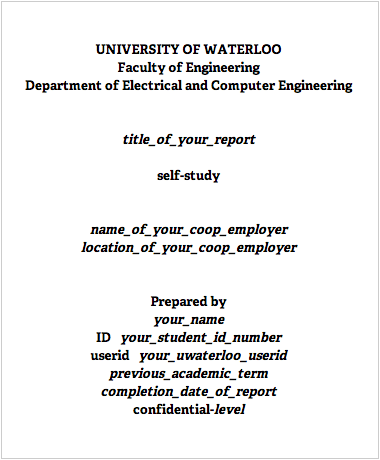 UNIVERSITY OF WATERLOO
Faculty of Engineering
Department of Electrical and Computer Engineering
title_of_your_report
self-study
name_of_your_coop_employer
location_of_your_coop_employer
Prepared by
your_name
ID your_student_id_number
userid your_uwaterloo_userid
previous_academic_term
completion_date_of_report
confidential-level